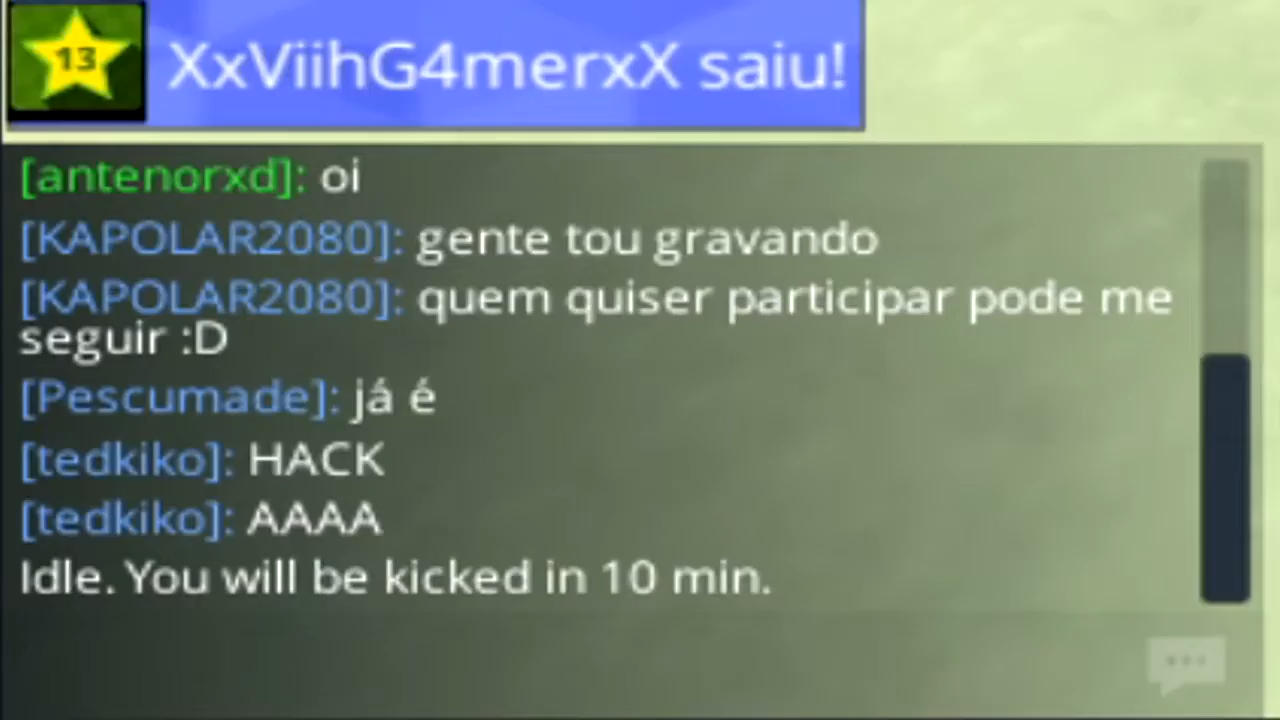 13
XxViihG4merxX saiu!
[antenorxd]: oi
[KAPOLAR2080]: gente tou gravando
[KAPOLAR2080]: quem quiser participar pode me
seguir :D
[Pescumade]: já é
[tedkiko]: HACK
[tedkiko]: AAAA
Idle. You will be kicked in 10 min.